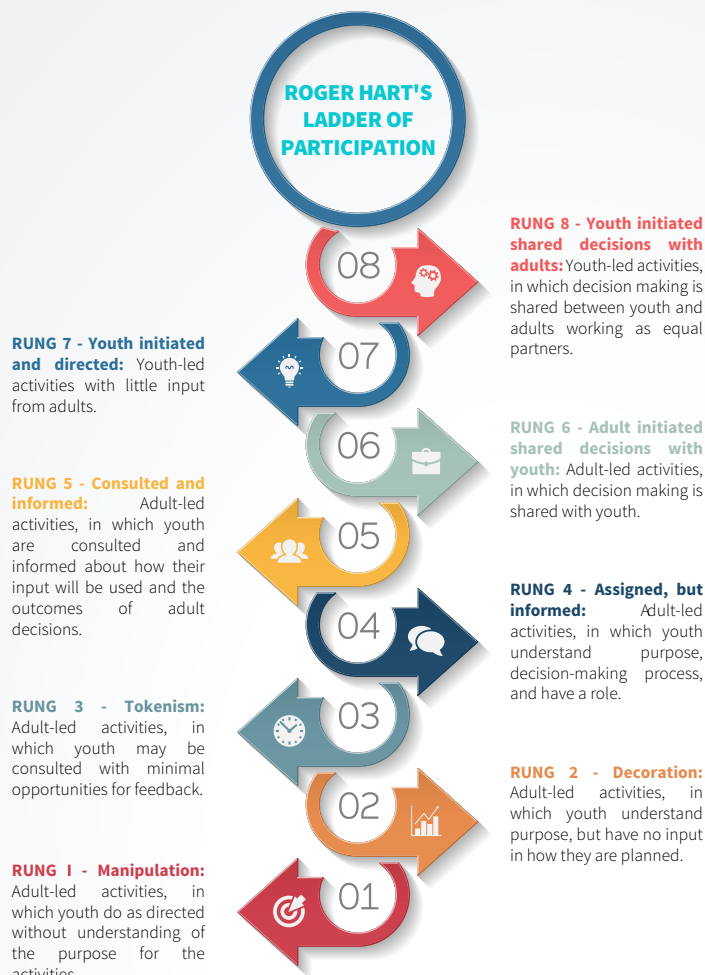 ROGER HART'S
LADDER OF
PARTICIPATION
08
RUNG 8 - Youth initiated
shared decisions with
adults: Youth-led activities,
in which decision making is
shared between youth and
adults working as equal
partners.
07
RUNG 7 - Youth initiated
and directed: Youth-led
activities with little input
from adults.
06
RUNG 6 - Adult initiated
shared decisions with
youth: Adult-led activities,
in which decision making is
shared with youth.
05
RUNG 5 - Consulted and
informed: Adult-led
activities, in which youth
are consulted and
informed about how their
input will be used and the
outcomes of adult
decisions.
04
RUNG 4 - Assigned, but
informed: Adult-led
activities, in which youth
understand purpose,
decision-making process,
and have a role.
03
RUNG 3 - Tokenism:
Adult-led activities, in
which youth may be
consulted with minimal
opportunities for feedback.
02
RUNG 2 - Decoration:
Adult-led activities, in
which youth understand
purpose, but have no input
in how they are planned.
01
RUNG I - Manipulation:
Adult-led activities, in
which youth do as directed
without understanding of
the purpose for the
activities.